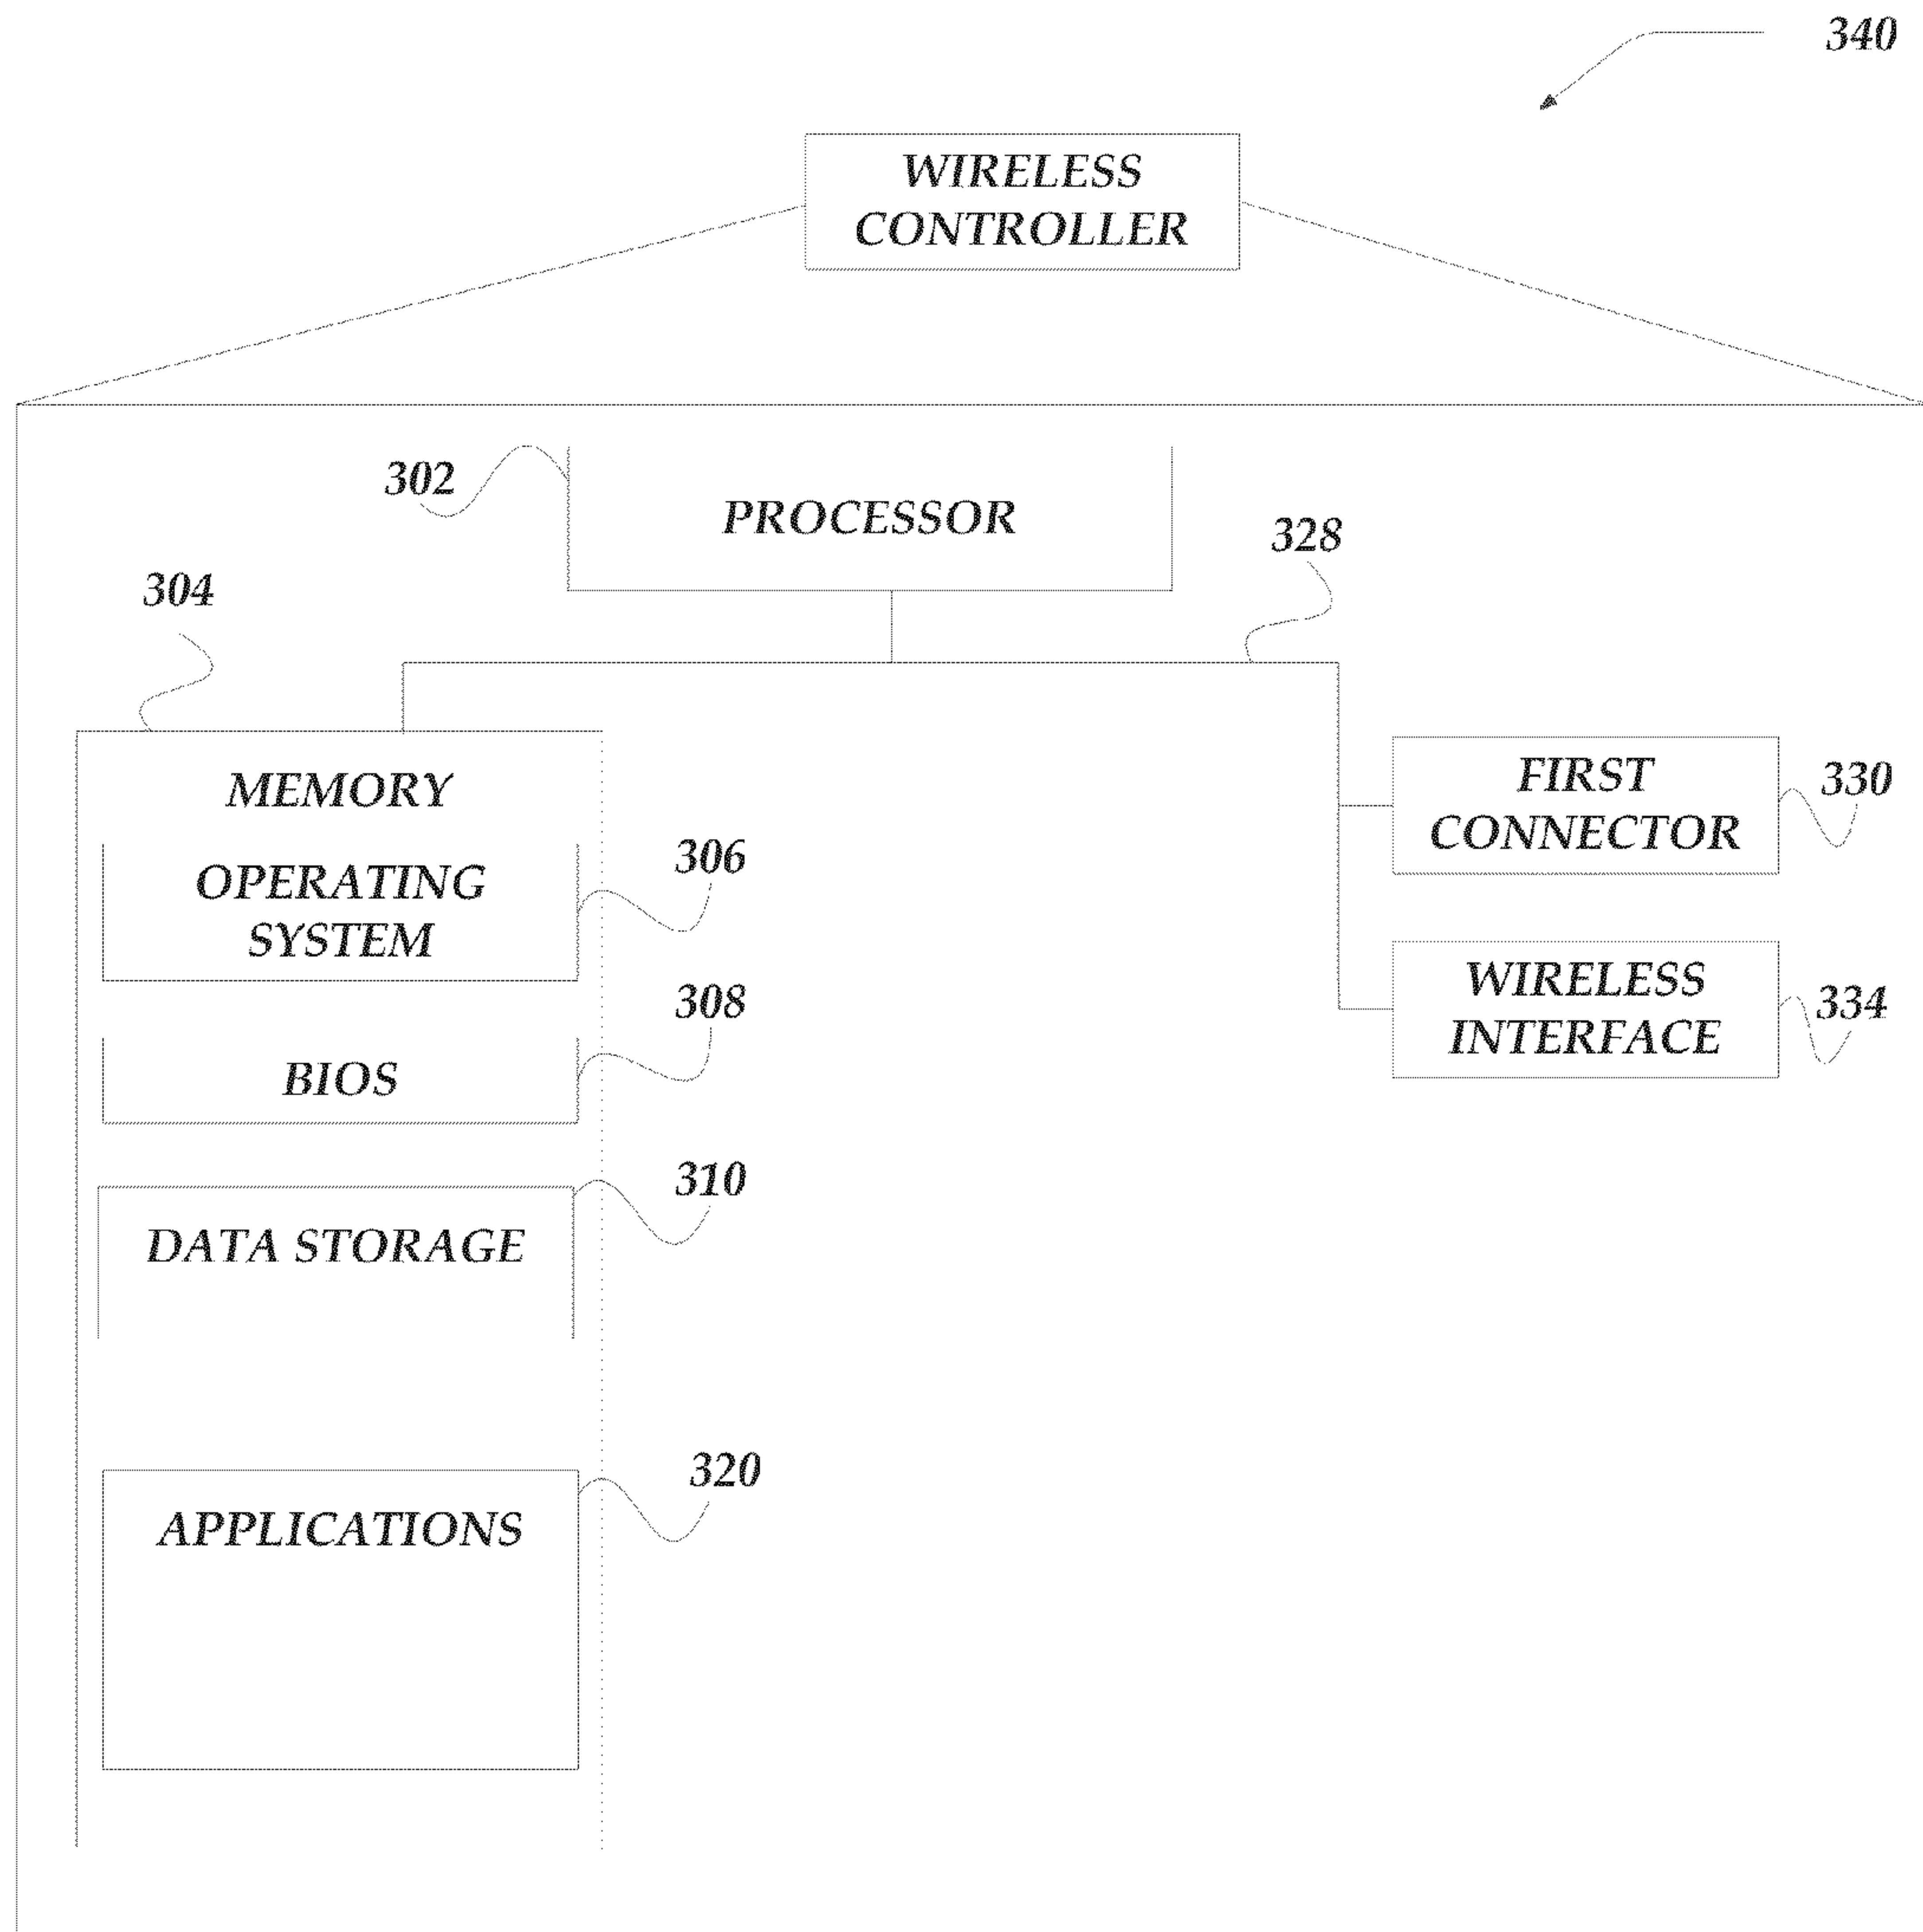 340
WIRELESS
CONTROLLER
302
PROCESSOR
328
304
MEMORY
FIRST
CONNECTOR
330
OPERATING
SYSTEM
306
WIRELESS
INTERFACE
334
308
BIOS
310
DATA STORAGE
320
APPLICATIONS